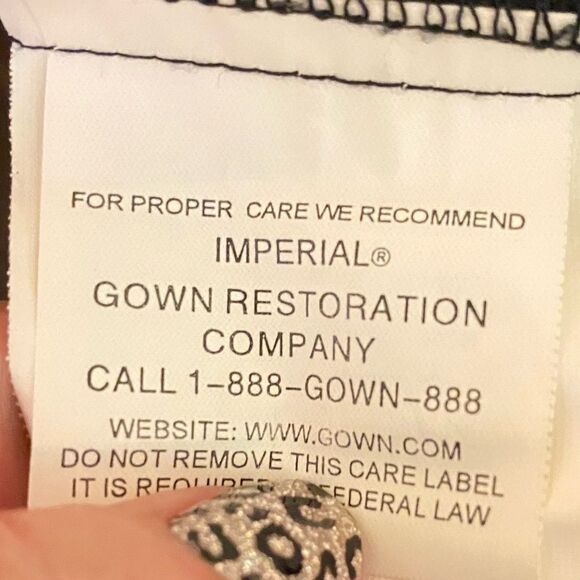 FOR PROPER CARE WE RECOMMEND
IMPERIAL®
GOWN RESTORATION
COMPANY
CALL 1-888-GOWN-888
WEBSITE: WWW.GOWN.COM
DO NOT REMOVE THIS CARE LABEL
IT IS FEDERAL LAW